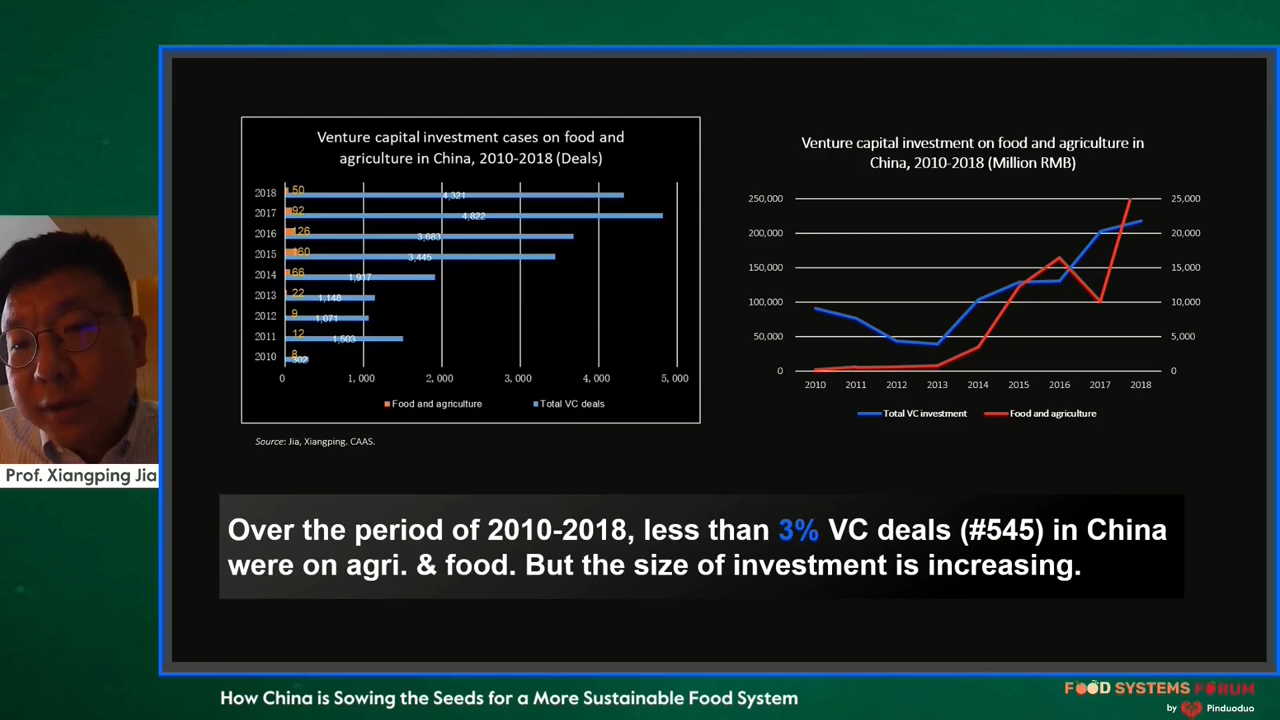 Venture capital investment cases on food and
agriculture in China, 2010-2018 (Deals)
2018
50
4,321
2017
92
4,822
2016
126
3,683
2015
160
3,445
2014
66
1,917
2013
22
1,148
2012
9
1,071
2011
12
1,503
2010
8
302
0
1,000
2,000
3,000
4,000
5,000
Food and agriculture
Total VC deals
Source: Jia, Xiangping. CAAS.
Venture capital investment on food and agriculture in
China, 2010-2018 (Million RMB)
250,000
25,000
200,000
20,000
150,000
15,000
100,000
10,000
50,000
5,000
0
0
2010 2011 2012 2013 2014 2015 2016 2017 2018
Total VC investment
Food and agriculture
Prof. Xiangping Jia
Over the period of 2010-2018, less than 3% VC deals (#545) in China
were on agri. & food. But the size of investment is increasing.
How China is Sowing the Seeds for a More Sustainable Food System
FOOD SYSTEMS FORUM
by Pinduoduo